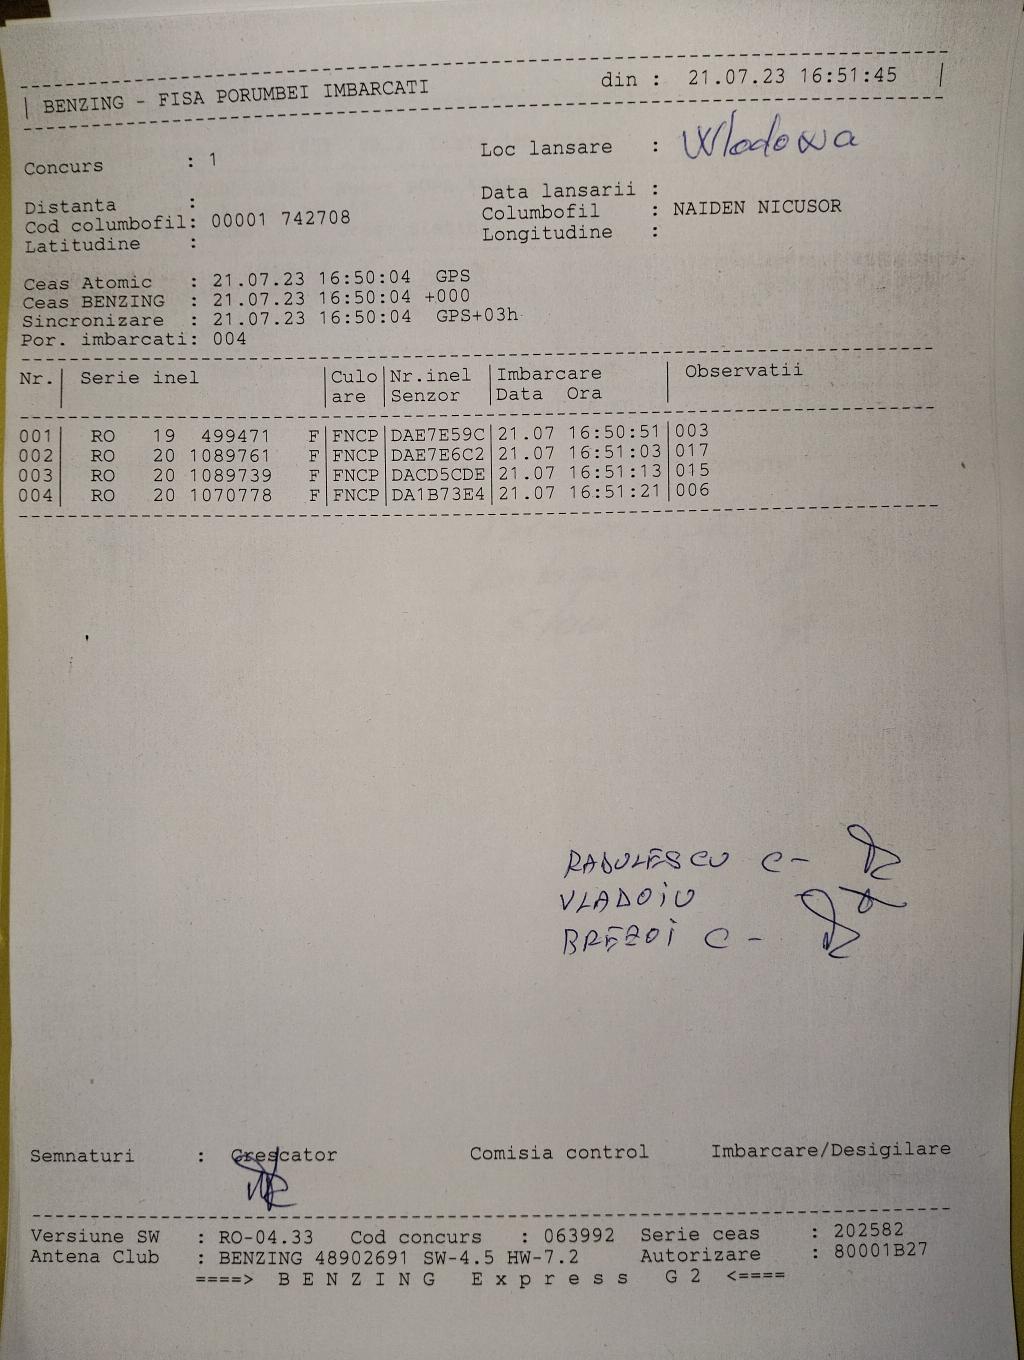 BENZING - FISA PORUMBEI IMBARCATI din : 21.07.23 16:51:45
Concurs : 1 Loc lansare : Wlodowa
Distanta : Data lansarii :
Cod columbofil: 00001 742708 Columbofil : NAIDEN NICUSOR
Latitudine : Longitudine :
Ceas Atomic : 21.07.23 16:50:04 GPS
Ceas BENZING : 21.07.23 16:50:04 +000
Sincronizare : 21.07.23 16:50:04 GPS+03h
Por. imbarcati: 004
Nr.| Serie inel |Culo|Nr.inel |Imbarcare | Observatii
|are |Senzor |Data Ora |
001| RO 19 499471 F|FNCP|DAE7E59C|21.07 16:50:51|003
002| RO 20 1089761 F|FNCP|DAE7E6C2|21.07 16:51:03|017
003| RO 20 1089739 F|FNCP|DACD5CDE|21.07 16:51:13|015
004| RO 20 1070778 F|FNCP|DA1B73E4|21.07 16:51:21|006
RADULESCU C-
VLADOIU
BREZOI C -
Semnaturi : Crescator Comisia control Imbarcare/Desigilare
Versiune SW : RO-04.33 Cod concurs : 063992 Serie ceas : 202582
Antena Club : BENZING 48902691 SW-4.5 HW-7.2 Autorizare : 80001B27
====> B E N Z I N G E x p r e s s G 2 <====